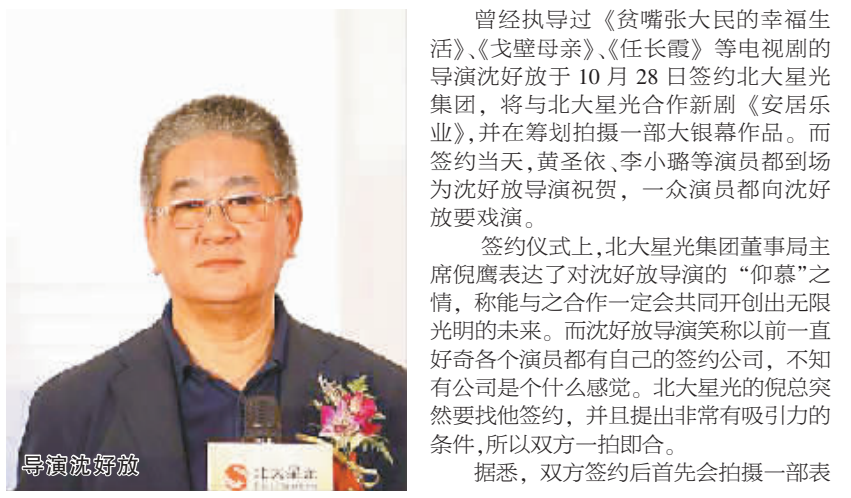 导演沈好放
北大星光
曾经执导过《贫嘴张大民的幸福生
活》、《戈壁母亲》、《任长霞》等电视剧的
导演沈好放于 10 月 28 日签约北大星光
集团，将与北大星光合作新剧《安居乐
业》，并在筹划拍摄一部大银幕作品。而
签约当天，黄圣依、李小璐等演员都到场
为沈好放导演祝贺，一众演员都向沈好
放要戏演。
签约仪式上，北大星光集团董事局主
席倪鹰表达了对沈好放导演的“仰慕”之
情，称能与之合作一定会共同开创出无限
光明的未来。而沈好放导演笑称以前一直
好奇各个演员都有自己的签约公司，不知
有公司是个什么感觉。北大星光的倪总突
然要找他签约，并且提出非常有吸引力的
条件，所以双方一拍即合。
据悉，双方签约后首先会拍摄一部表